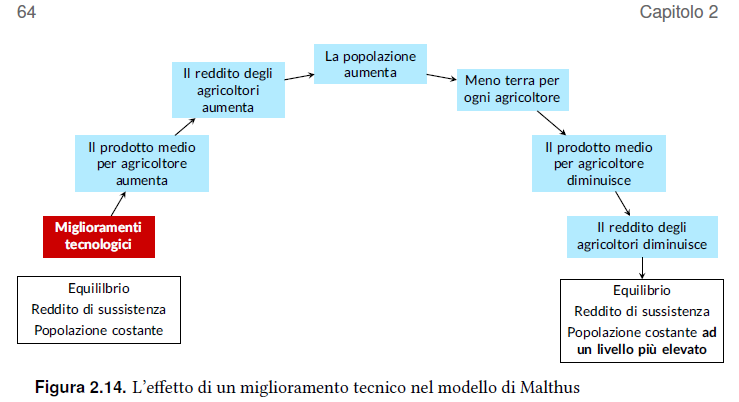 64
Capitolo 2
La popolazione
aumenta
Il reddito degli
agricoltori
aumenta
Meno terra per
ogni agricoltore
Il prodotto medio
per agricoltore
aumenta
Il prodotto medio
per agricoltore
diminuisce
Miglioramenti
tecnologici
Il reddito degli
agricoltori diminuisce
Equililbrio
Reddito di sussistenza
Popolazione costante
Equilibrio
Reddito di sussistenza
Popolazione costante ad
un livello più elevato
Figura 2.14. L'effetto di un miglioramento tecnico nel modello di Malthus